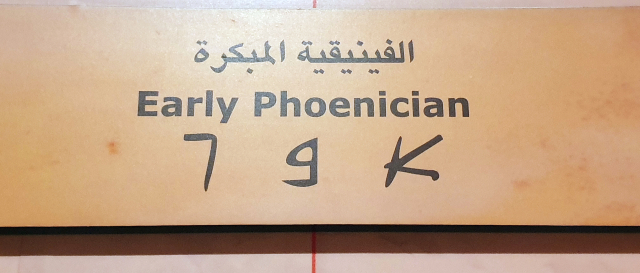 الفينيقية المبكرة
Early Phoenician
𐤀 𐤁 𐤂